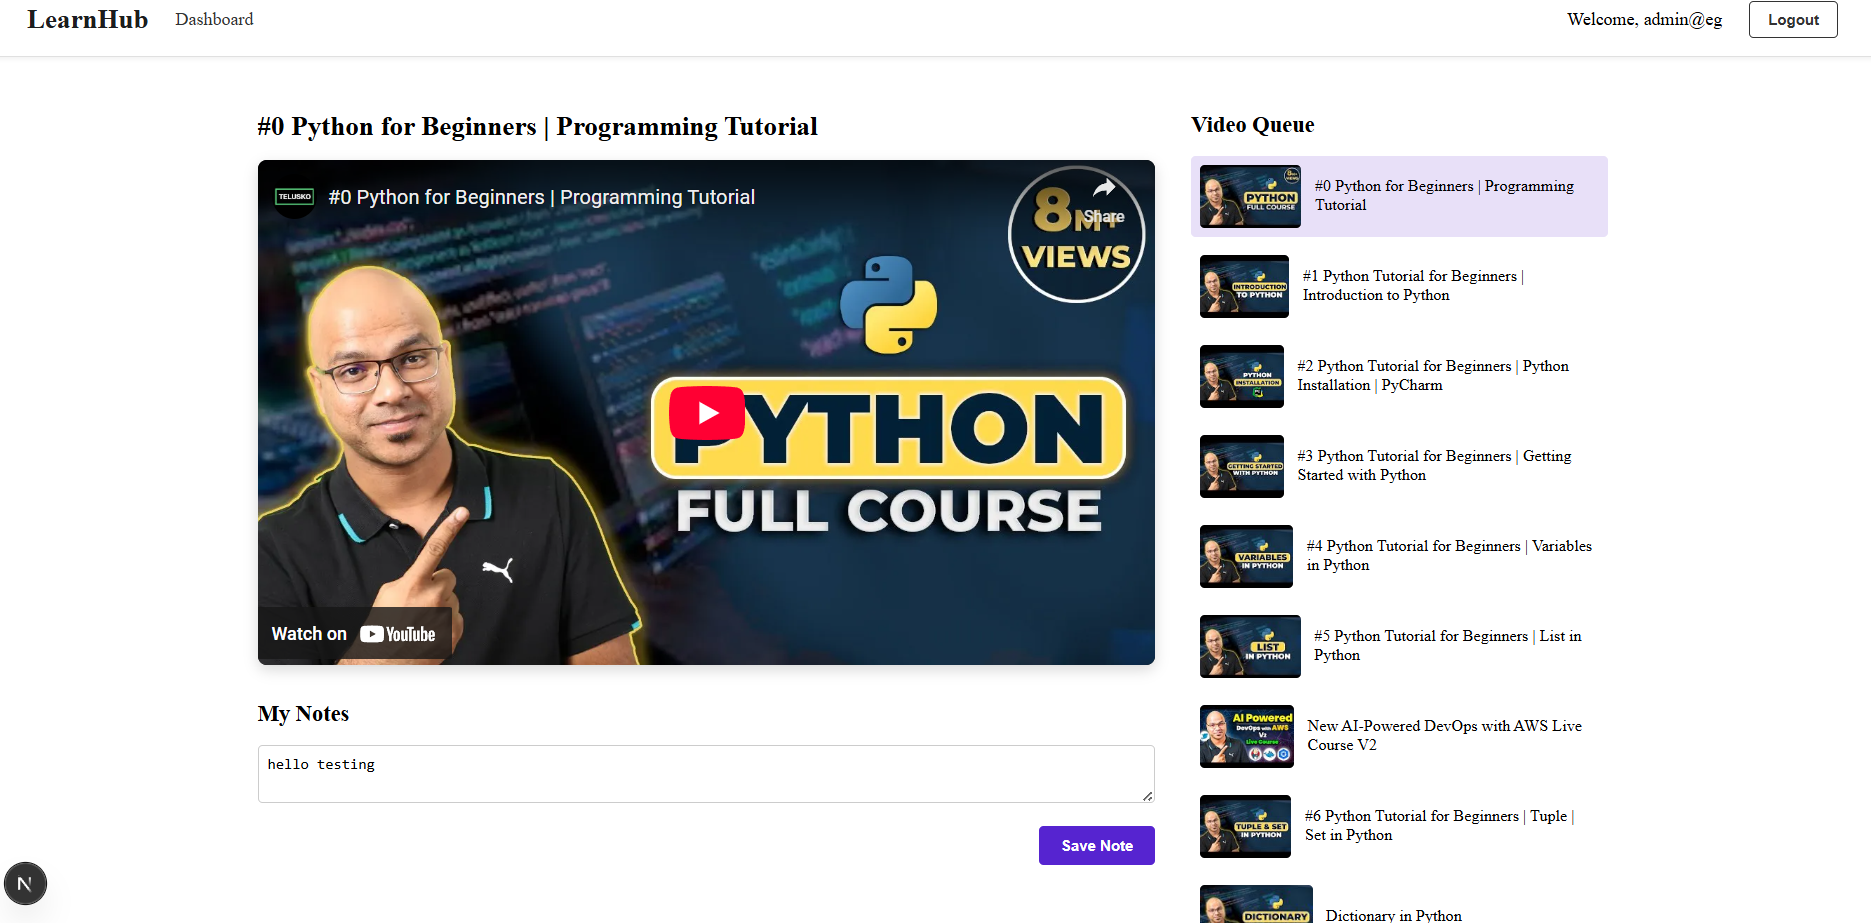 LearnHub
Dashboard
Welcome, admin@eg
Logout
#0 Python for Beginners | Programming Tutorial
TELUSKO
#0 Python for Beginners | Programming Tutorial
Share
8M+
VIEWS
PYTHON
FULL COURSE
Watch on YouTube
My Notes
hello testing
Save Note
N
Video Queue
8M+
VIEWS
PYTHON
FULL COURSE
#0 Python for Beginners | Programming
Tutorial
INTRODUCTION
TO PYTHON
#1 Python Tutorial for Beginners |
Introduction to Python
PYTHON
INSTALLATION
#2 Python Tutorial for Beginners | Python
Installation | PyCharm
GETTING STARTED
WITH PYTHON
#3 Python Tutorial for Beginners | Getting
Started with Python
VARIABLES
IN PYTHON
#4 Python Tutorial for Beginners | Variables
in Python
LIST
IN PYTHON
#5 Python Tutorial for Beginners | List in
Python
AI Powered
DevOps with AWS
V2
Live Course
New AI-Powered DevOps with AWS Live
Course V2
TUPLE & SET
IN PYTHON
#6 Python Tutorial for Beginners | Tuple |
Set in Python
DICTIONARY
Dictionary in Python